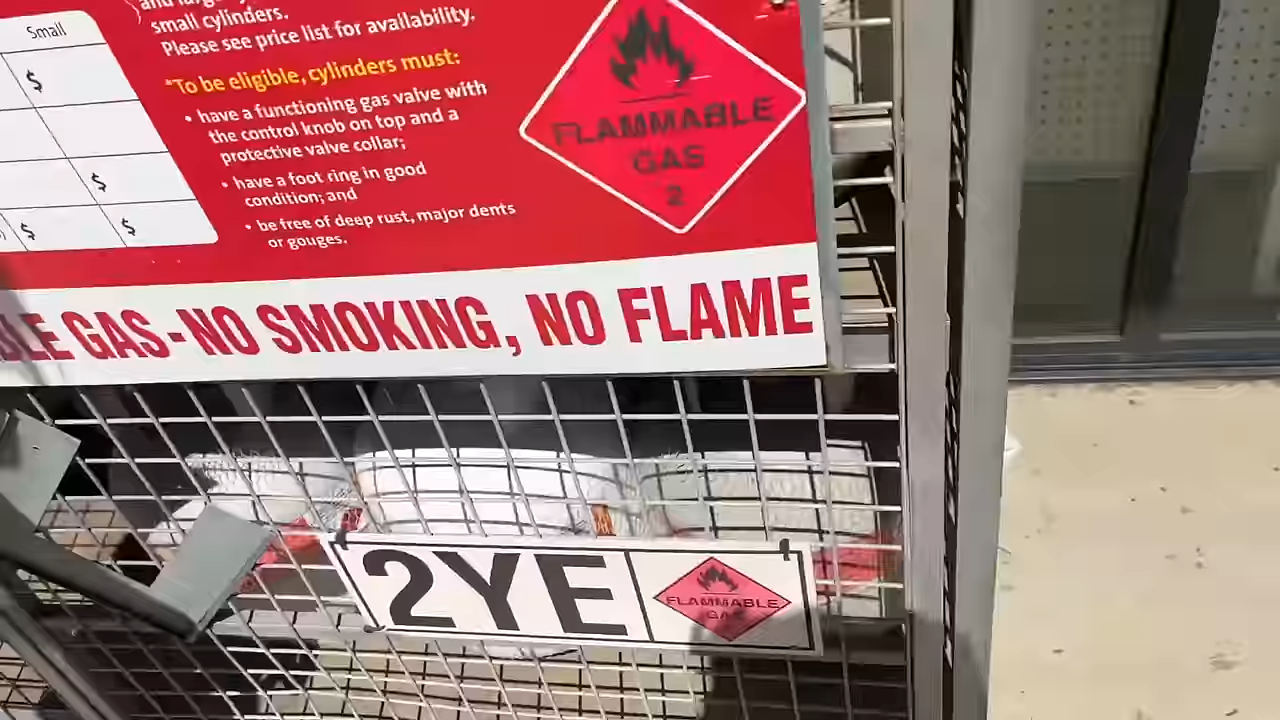 Small
$
$
$
$
small cylinders.
Please see price list for availability.
*To be eligible, cylinders must:
• have a functioning gas valve with
the control knob on top and a
protective valve collar;
• have a foot ring in good
condition; and
• be free of deep rust, major dents
or gouges.
FLAMMABLE
GAS
2
GAS-NO SMOKING, NO FLAME
2YE
FLAMMABLE
GAS